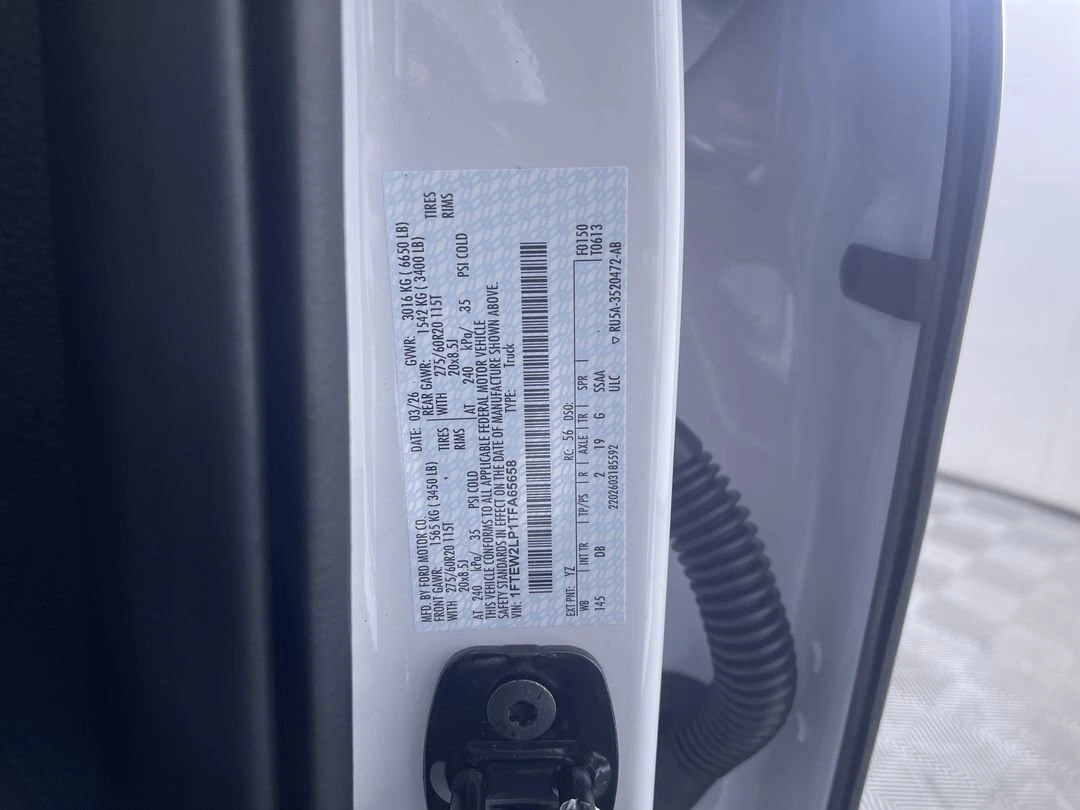 MFD. BY FORD MOTOR CO. DATE: 03/26 GVWR: 3016 KG ( 6650 LB)
FRONT GAWR: 1565 KG ( 3450 LB) REAR GAWR: 1542 KG ( 3400 LB)
WITH 275/60R20 115T TIRES WITH 275/60R20 115T TIRES
20x8.5J RIMS 20x8.5J RIMS
AT 240 kPa/ 35 PSI COLD AT 240 kPa/ 35 PSI COLD
THIS VEHICLE CONFORMS TO ALL APPLICABLE FEDERAL MOTOR VEHICLE
SAFETY STANDARDS IN EFFECT ON THE DATE OF MANUFACTURE SHOWN ABOVE.
VIN: 1FTEW2LP1TFA65658 TYPE: Truck
EXT PNT: YZ RC: 56 DSO: F0150
WB INT TR TP/PS R AXLE TR SPR T0613
145 DB 2 19 G SSAA
2202603185592 ULC ▽ RU5A-3520472-AB